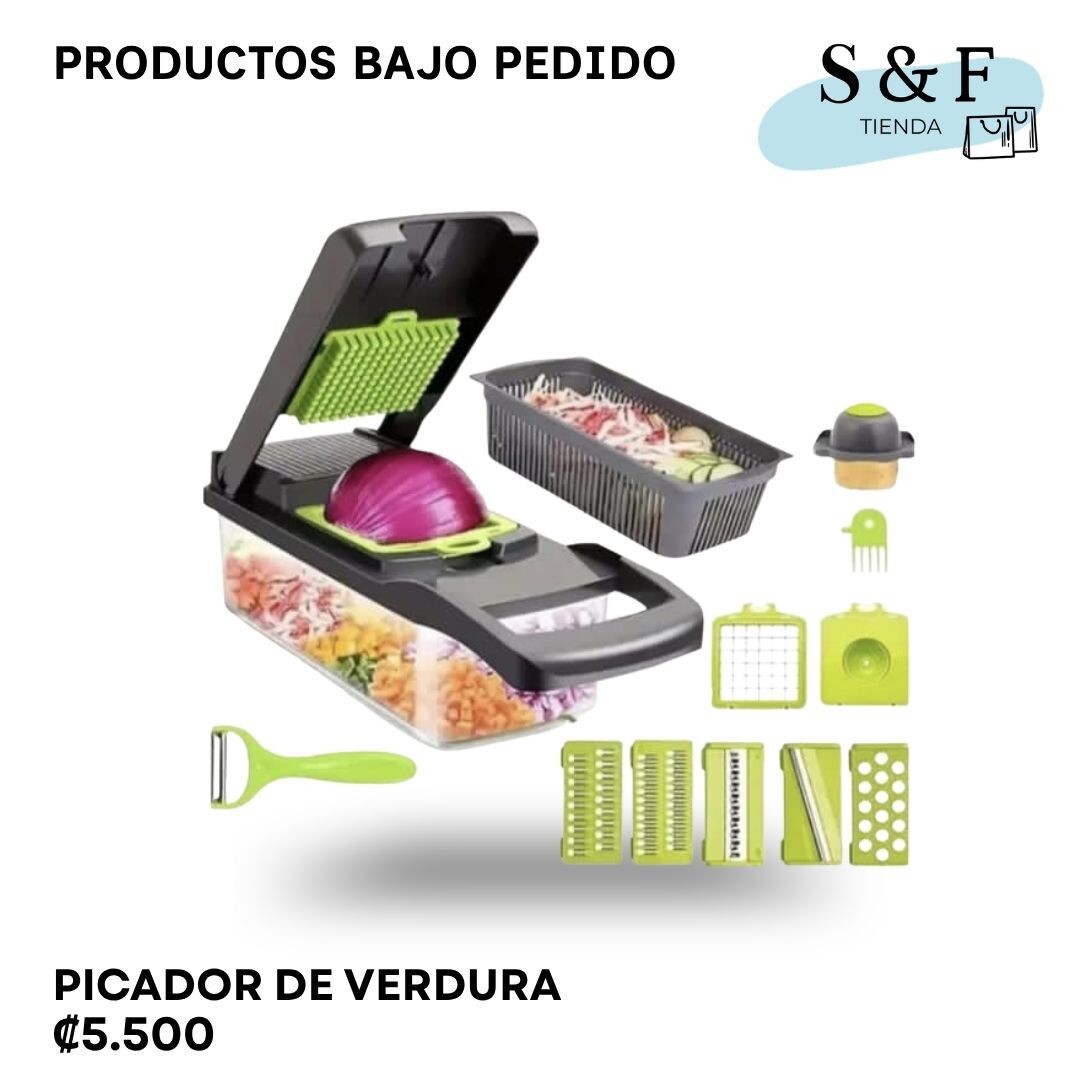 PRODUCTOS BAJO PEDIDO
S & F
TIENDA
PICADOR DE VERDURA
₡5.500